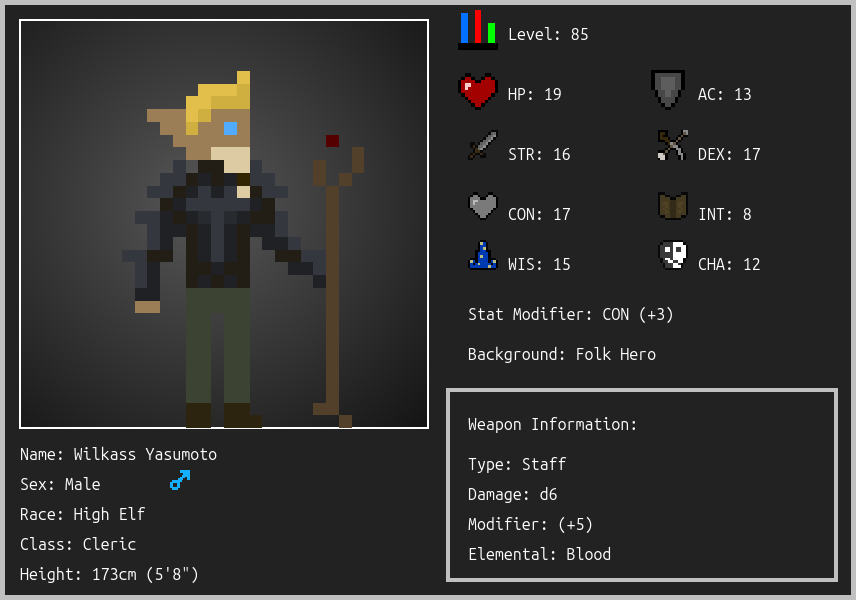 Level: 85
HP: 19
AC: 13
STR: 16
DEX: 17
CON: 17
INT: 8
WIS: 15
CHA: 12
Stat Modifier: CON (+3)
Background: Folk Hero
Weapon Information:
Type: Staff
Damage: d6
Modifier: (+5)
Elemental: Blood
Name: Wilkass Yasumoto
Sex: Male
Race: High Elf
Class: Cleric
Height: 173cm (5'8")